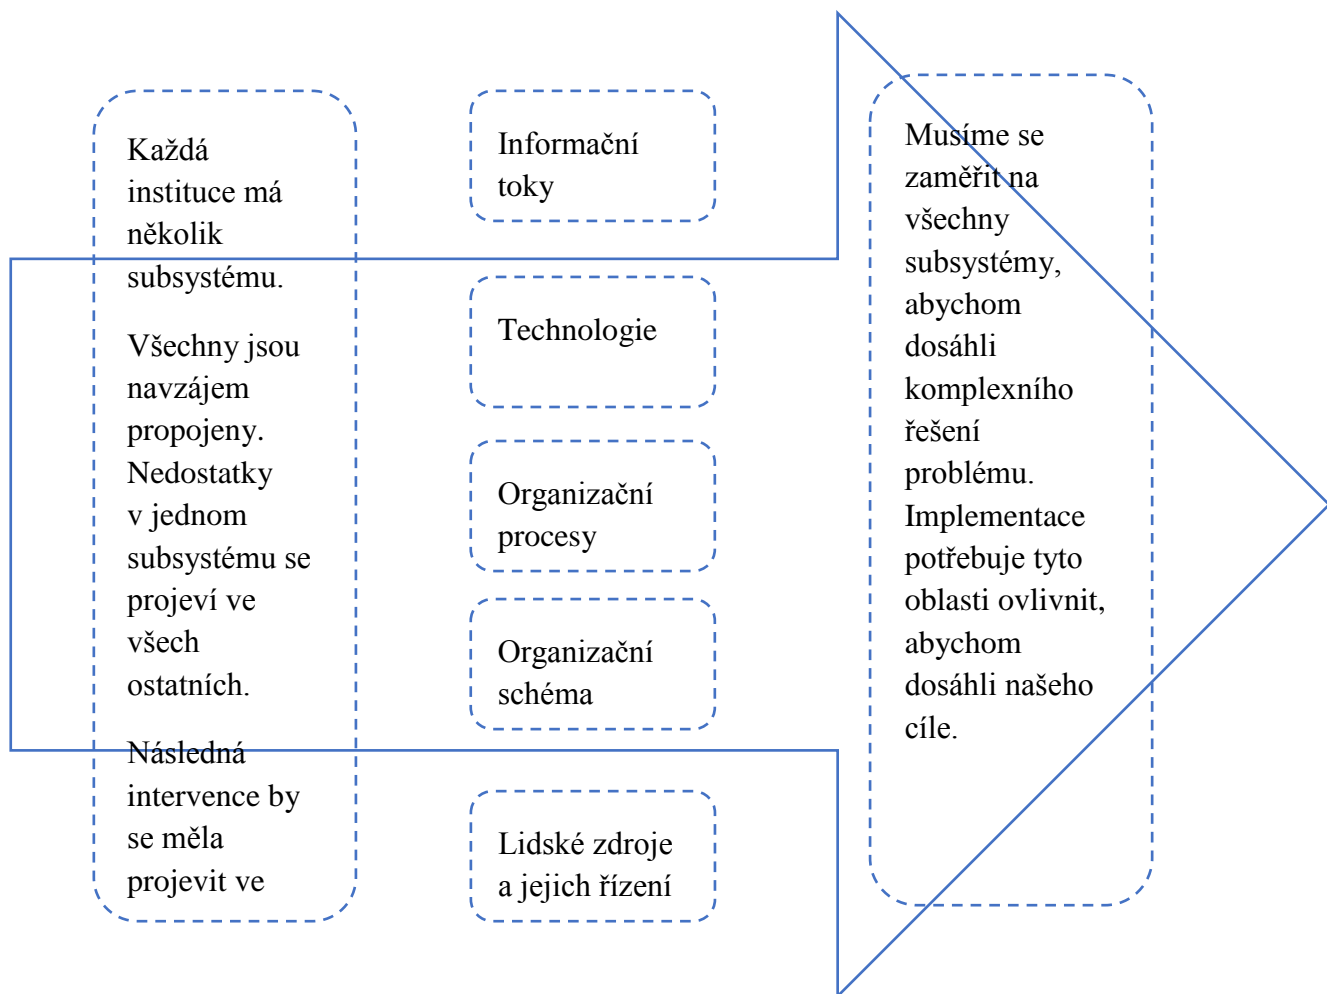 Každá
instituce má
několik
subsystému.
Všechny jsou
navzájem
propojeny.
Nedostatky
v jednom
subsystému se
projeví ve
všech
ostatních.
Následná
intervence by
se měla
projevit ve
Informační
toky
Technologie
Organizační
procesy
Organizační
schéma
Lidské zdroje
a jejich řízení
Musíme se
zaměřit na
všechny
subsystémy,
abychom
dosáhli
komplexního
řešení
problému.
Implementace
potřebuje tyto
oblasti ovlivnit,
abychom
dosáhli našeho
cíle.